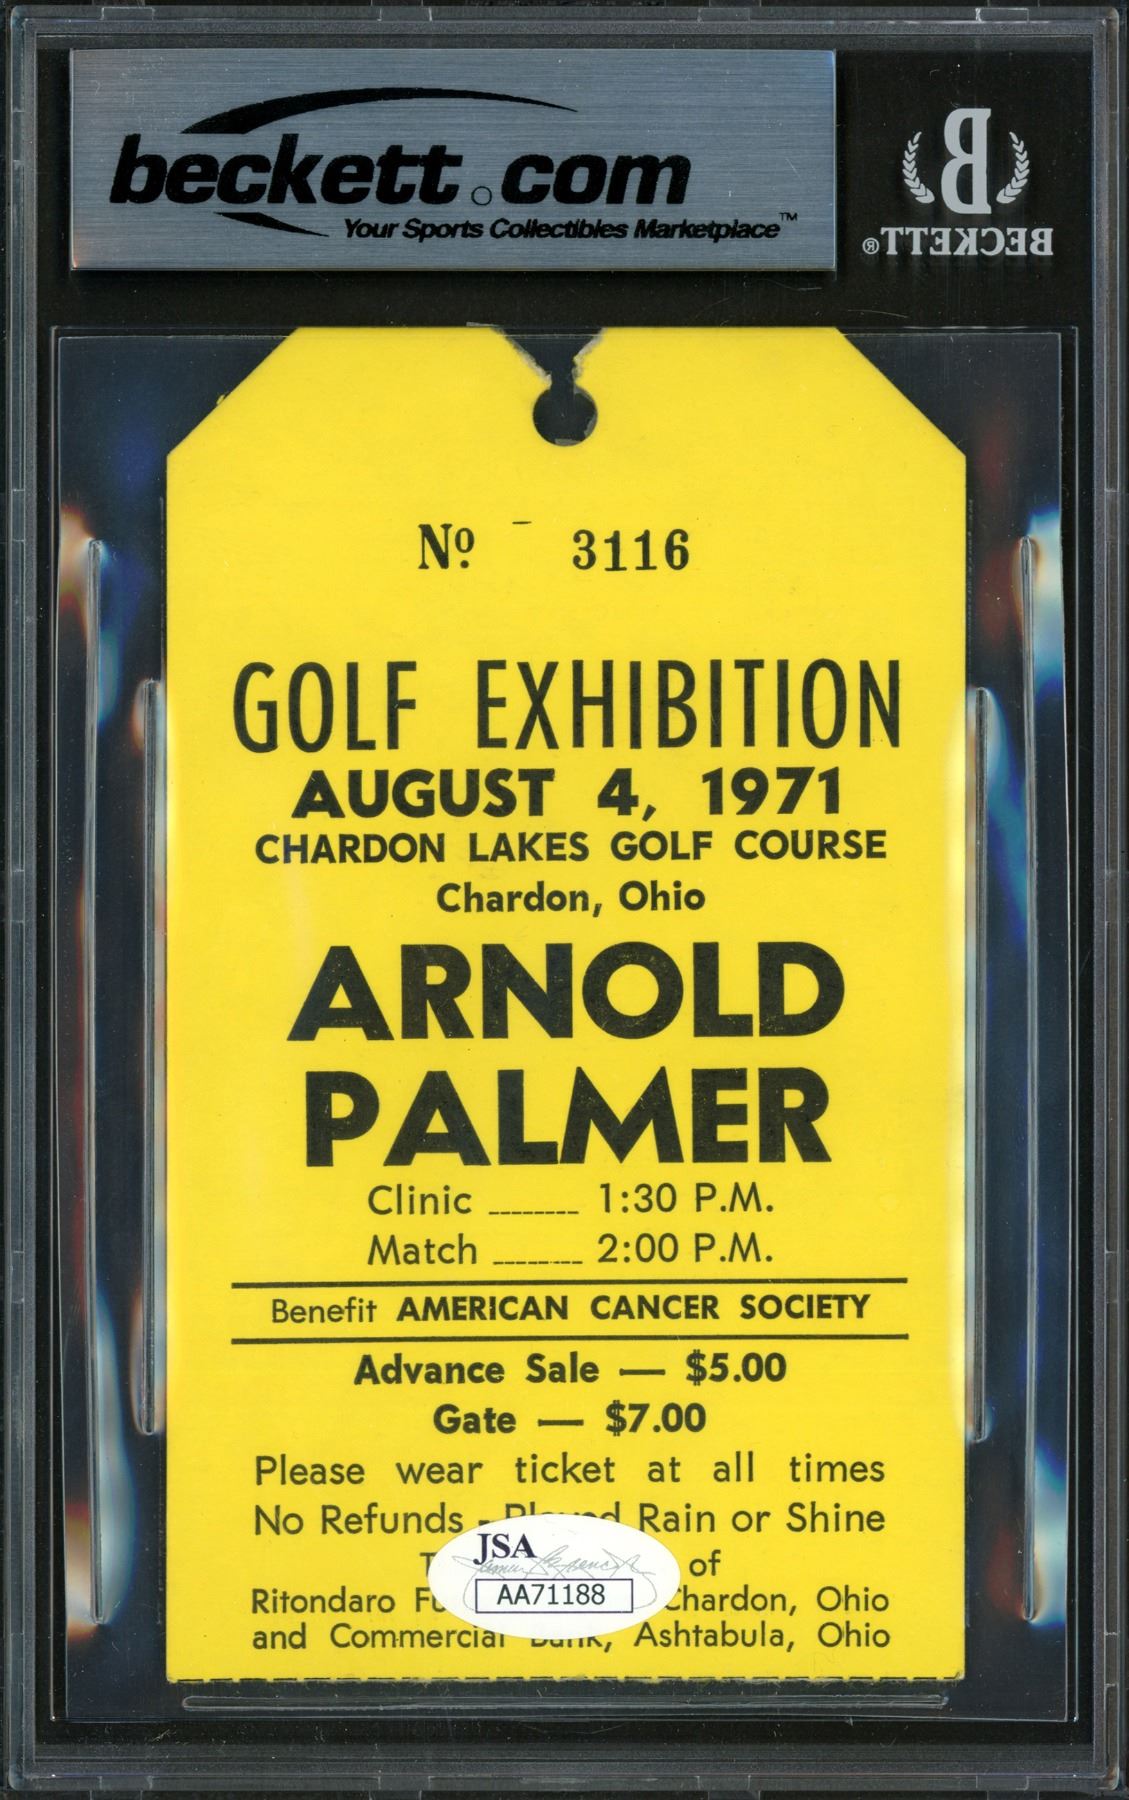 beckett.com
Your Sports Collectibles Marketplace™
BECKETT®
Nº 3116
GOLF EXHIBITION
AUGUST 4, 1971
CHARDON LAKES GOLF COURSE
Chardon, Ohio
ARNOLD
PALMER
Clinic ........ 1:30 P.M.
Match ........ 2:00 P.M.
Benefit AMERICAN CANCER SOCIETY
Advance Sale — $5.00
Gate — $7.00
Please wear ticket at all times
No Refunds - Played Rain or Shine
of
Ritondaro Chardon, Ohio
and Commercial Bank, Ashtabula, Ohio
JSA
AA71188